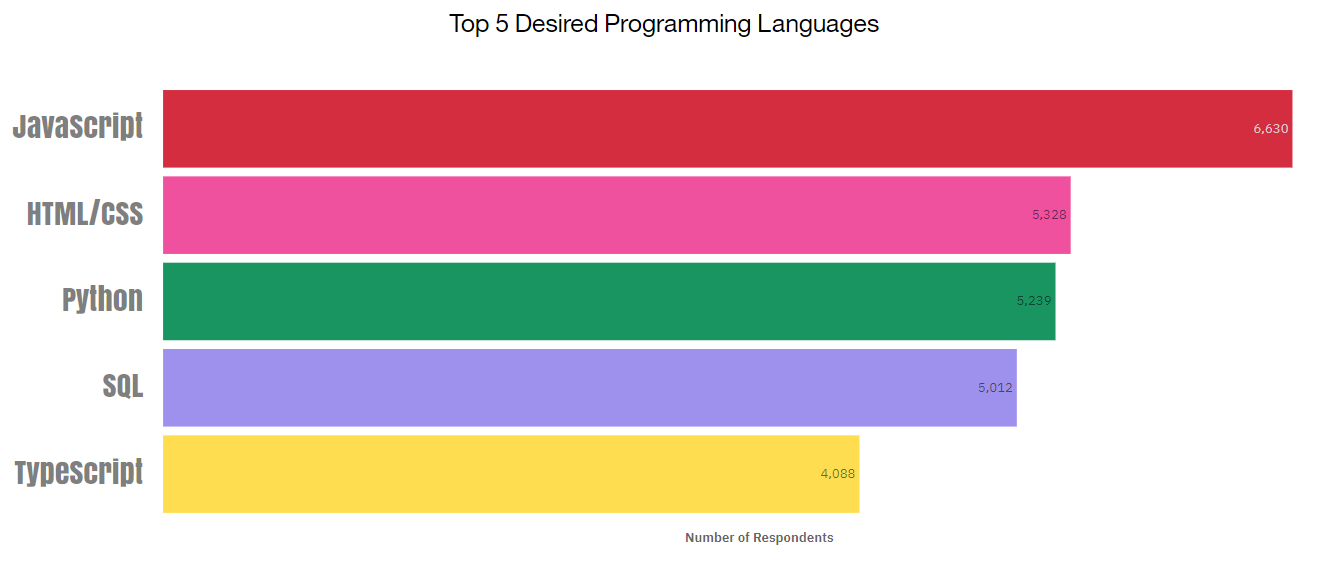 Top 5 Desired Programming Languages
JavaScript
6,630
HTML/CSS
5,328
Python
5,239
SQL
5,012
TypeScript
4,088
Number of Respondents